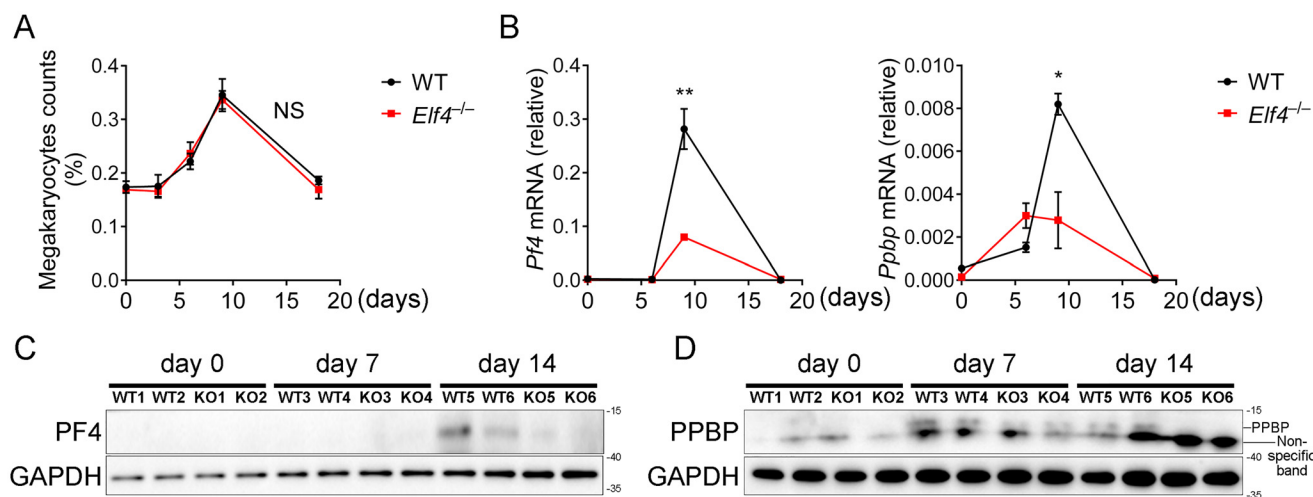 A
Megakaryocytes counts
(%)
0.4
0.3
0.2
0.1
0.0
0 5 10 15 20 (days)
NS
WT
Elf4–/–
B
Pf4 mRNA (relative)
0.4
0.3
0.2
0.1
0.0
0 5 10 15 20 (days)
**
Ppbp mRNA (relative)
0.010
0.008
0.006
0.004
0.002
0.000
0 5 10 15 20 (days)
*
WT
Elf4–/–
C
day 0 day 7 day 14
WT1 WT2 KO1 KO2 WT3 WT4 KO3 KO4 WT5 WT6 KO5 KO6
PF4
-15
GAPDH
-40
-35
D
day 0 day 7 day 14
WT1 WT2 KO1 KO2 WT3 WT4 KO3 KO4 WT5 WT6 KO5 KO6
PPBP
-15
PPBP
Non-
specific
band
GAPDH
-40
-35